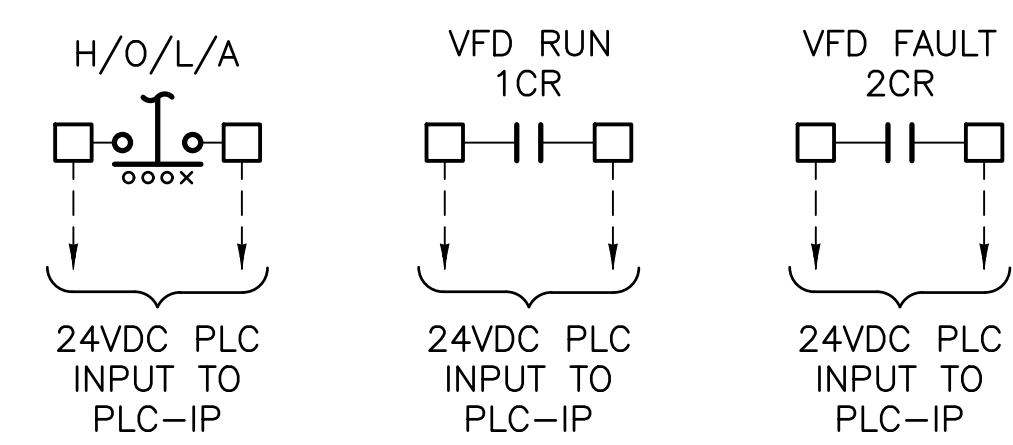 H/O/L/A
OOOX
24VDC PLC
INPUT TO
PLC-IP
VFD RUN
1CR
24VDC PLC
INPUT TO
PLC-IP
VFD FAULT
2CR
24VDC PLC
INPUT TO
PLC-IP